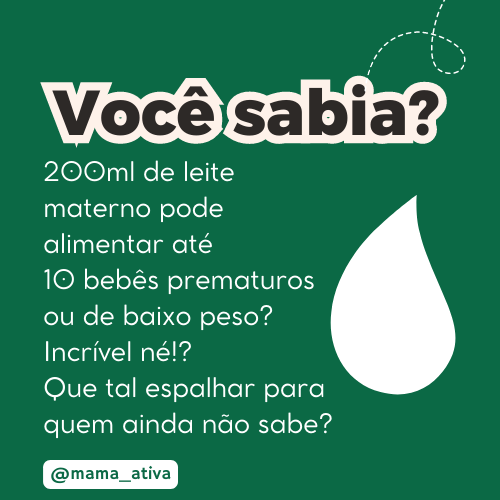 Você sabia?
200ml de leite
materno pode
alimentar até
10 bebês prematuros
ou de baixo peso?
Incrível né!?
Que tal espalhar para
quem ainda não sabe?
@mama_ativa